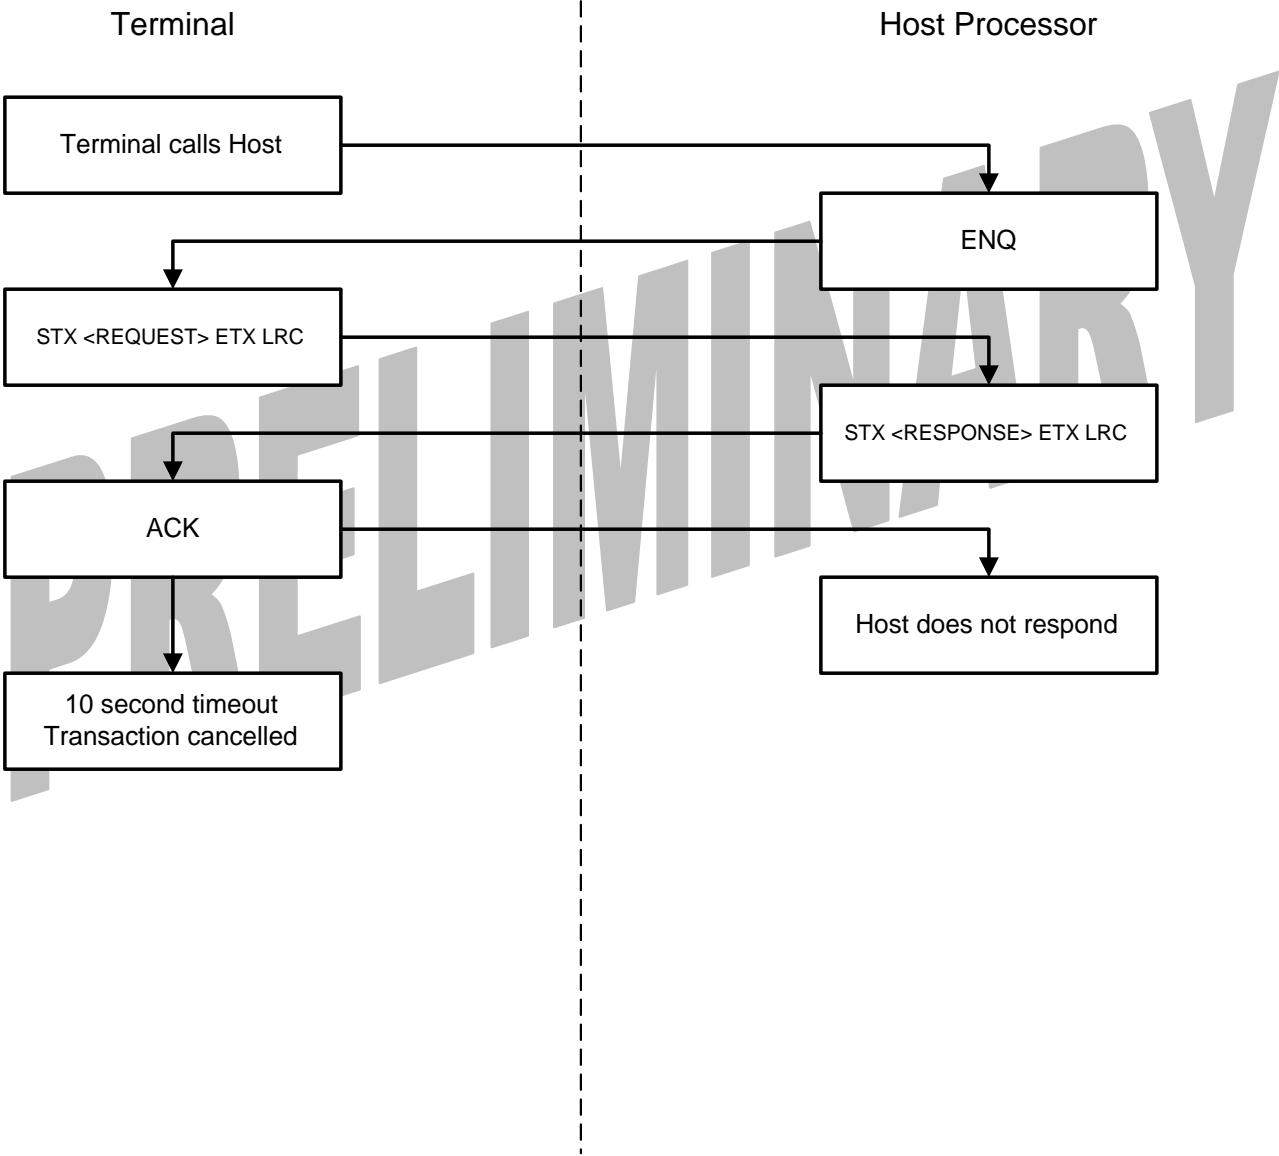 Terminal
Host Processor
Terminal calls Host
ENQ
STX <REQUEST> ETX LRC
STX <RESPONSE> ETX LRC
ACK
Host does not respond
10 second timeout
Transaction cancelled
PRELIMINARY